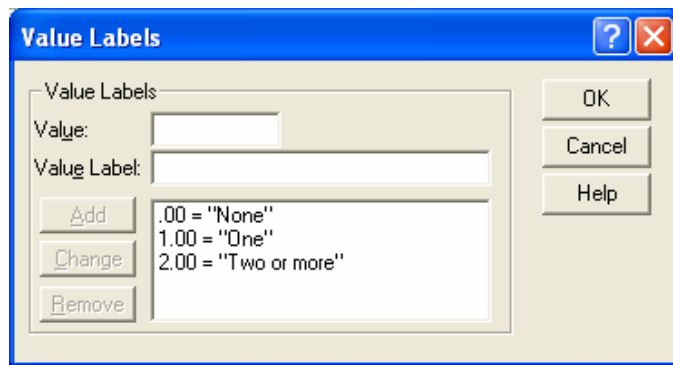 Value Labels
?
X
Value Labels
Value:
Value Label:
Add
Change
Remove
.00 = "None"
1.00 = "One"
2.00 = "Two or more"
OK
Cancel
Help